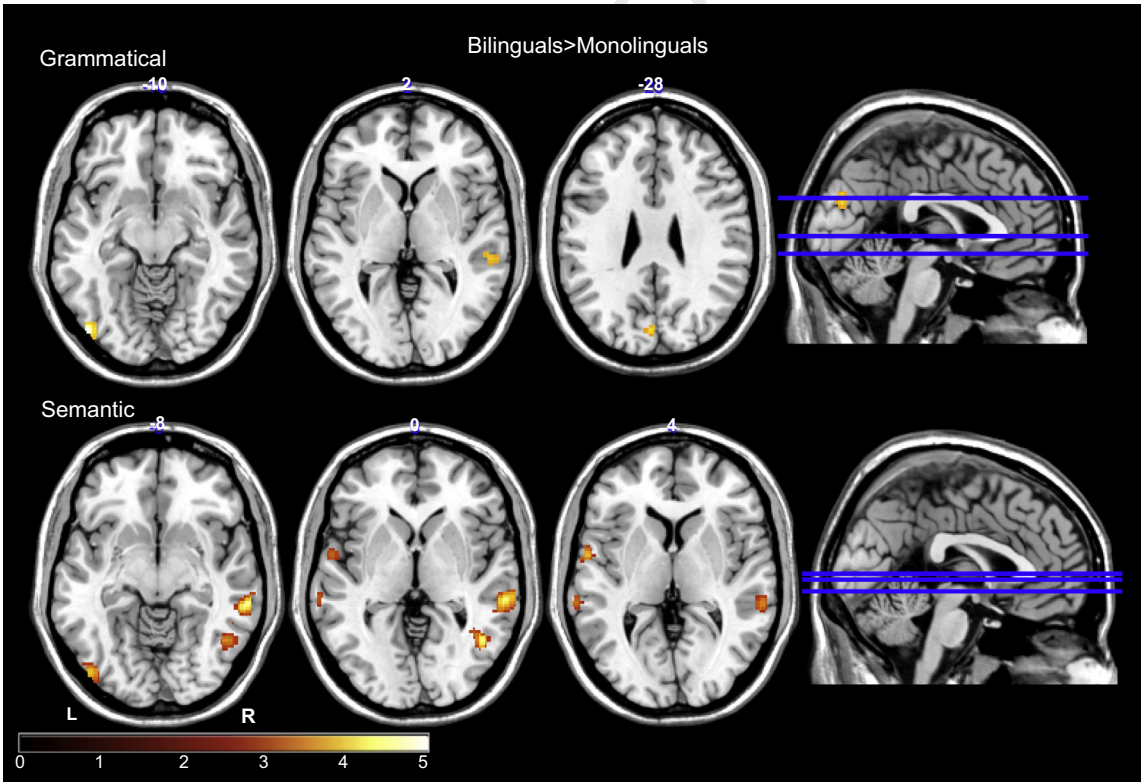 Bilinguals>Monolinguals
Grammatical
-10 2 -28
Semantic
-8 0 4
L R
0 1 2 3 4 5